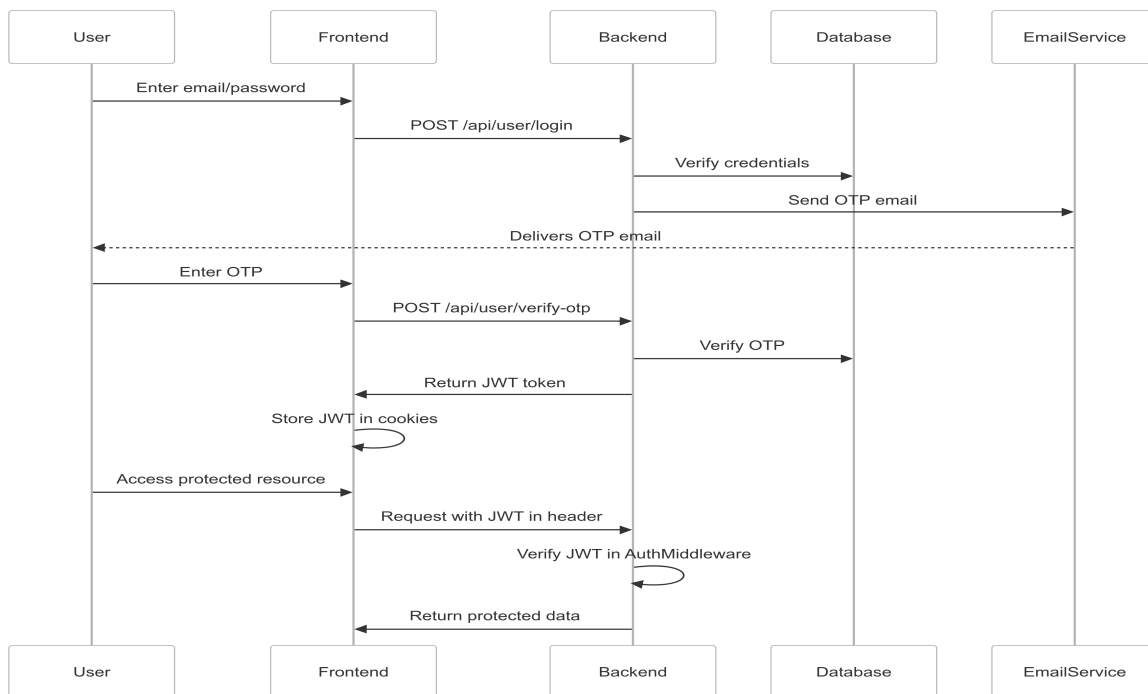 User
Frontend
Backend
Database
EmailService
Enter email/password
POST /api/user/login
Verify credentials
Send OTP email
Delivers OTP email
Enter OTP
POST /api/user/verify-otp
Verify OTP
Return JWT token
Store JWT in cookies
Access protected resource
Request with JWT in header
Verify JWT in AuthMiddleware
Return protected data
User
Frontend
Backend
Database
EmailService